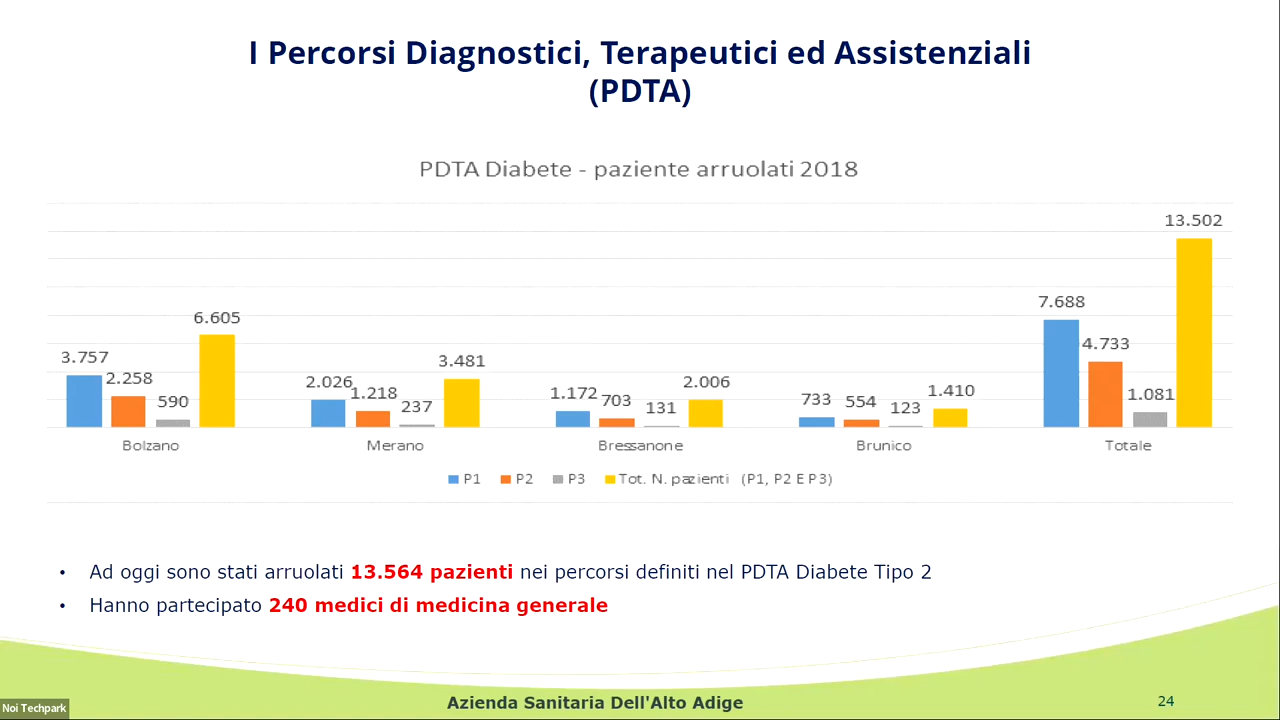 I Percorsi Diagnostici, Terapeutici ed Assistenziali
(PDTA)
PDTA Diabete - paziente arruolati 2018
3.757 2.258 590 6.605
2.026 1.218 237 3.481
1.172 703 131 2.006
733 554 123 1.410
7.688 4.733 1.081 13.502
Bolzano Merano Bressanone Brunico Totale
P1 P2 P3 Tot. N. pazienti (P1, P2 E P3)
• Ad oggi sono stati arruolati 13.564 pazienti nei percorsi definiti nel PDTA Diabete Tipo 2
• Hanno partecipato 240 medici di medicina generale
Azienda Sanitaria Dell'Alto Adige
24
Noi Techpark